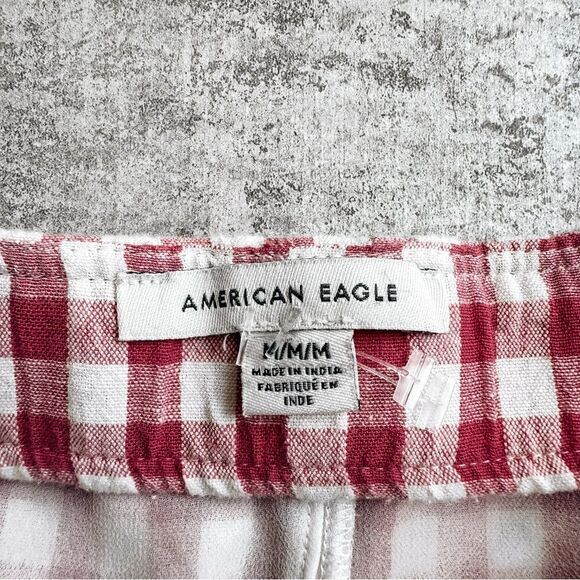 AMERICAN EAGLE
M/M/M
MADE IN INDIA
FABRIQUÉ EN
INDE